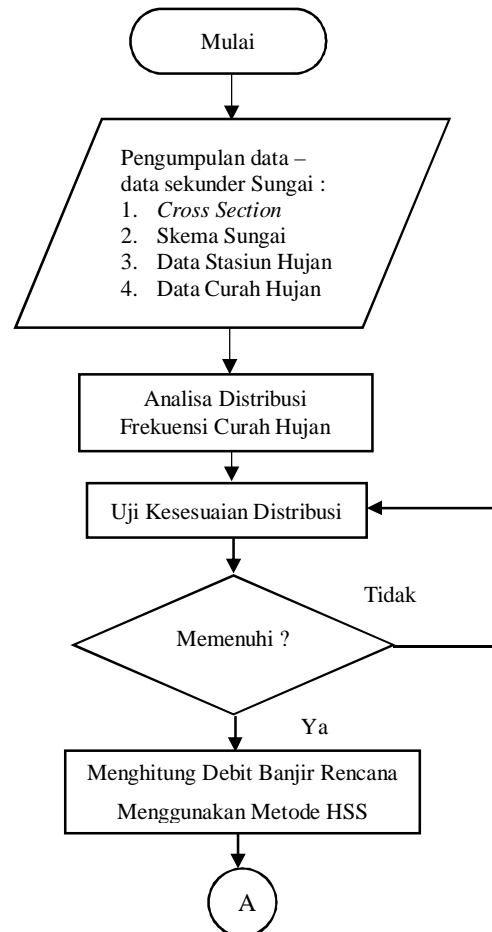 Mulai
Pengumpulan data –
data sekunder Sungai :
1. Cross Section
2. Skema Sungai
3. Data Stasiun Hujan
4. Data Curah Hujan
Analisa Distribusi
Frekuensi Curah Hujan
Uji Kesesuaian Distribusi
Tidak
Memenuhi ?
Ya
Menghitung Debit Banjir Rencana
Menggunakan Metode HSS
A